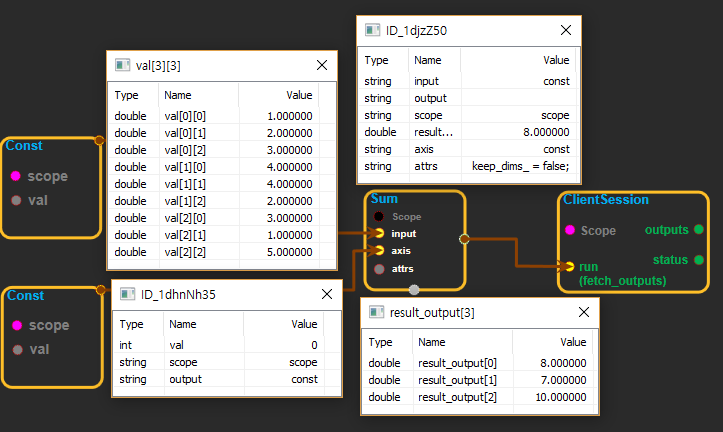 val[3][3]
Type Name Value
double val[0][0] 1.000000
double val[0][1] 2.000000
double val[0][2] 3.000000
double val[1][0] 4.000000
double val[1][1] 4.000000
double val[1][2] 2.000000
double val[2][0] 3.000000
double val[2][1] 1.000000
double val[2][2] 5.000000
ID_1djzZ50
Type Name Value
string input const
string output
string scope scope
double result... 8.000000
string axis const
string attrs keep_dims_ = false;
Const
scope
val
Sum
Scope
input
axis
attrs
ClientSession
Scope outputs
status
run
(fetch_outputs)
Const
scope
val
ID_1dhnNh35
Type Name Value
int val 0
string scope scope
string output const
result_output[3]
Type Name Value
double result_output[0] 8.000000
double result_output[1] 7.000000
double result_output[2] 10.000000